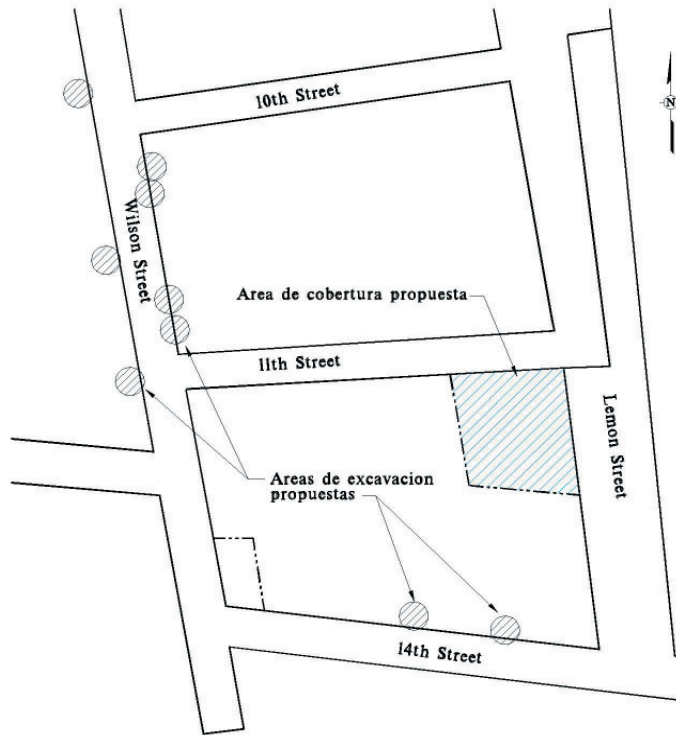 10th Street
N
Wilson Street
Area de cobertura propuesta
11th Street
Lemon Street
Areas de excavacion
propuestas
14th Street